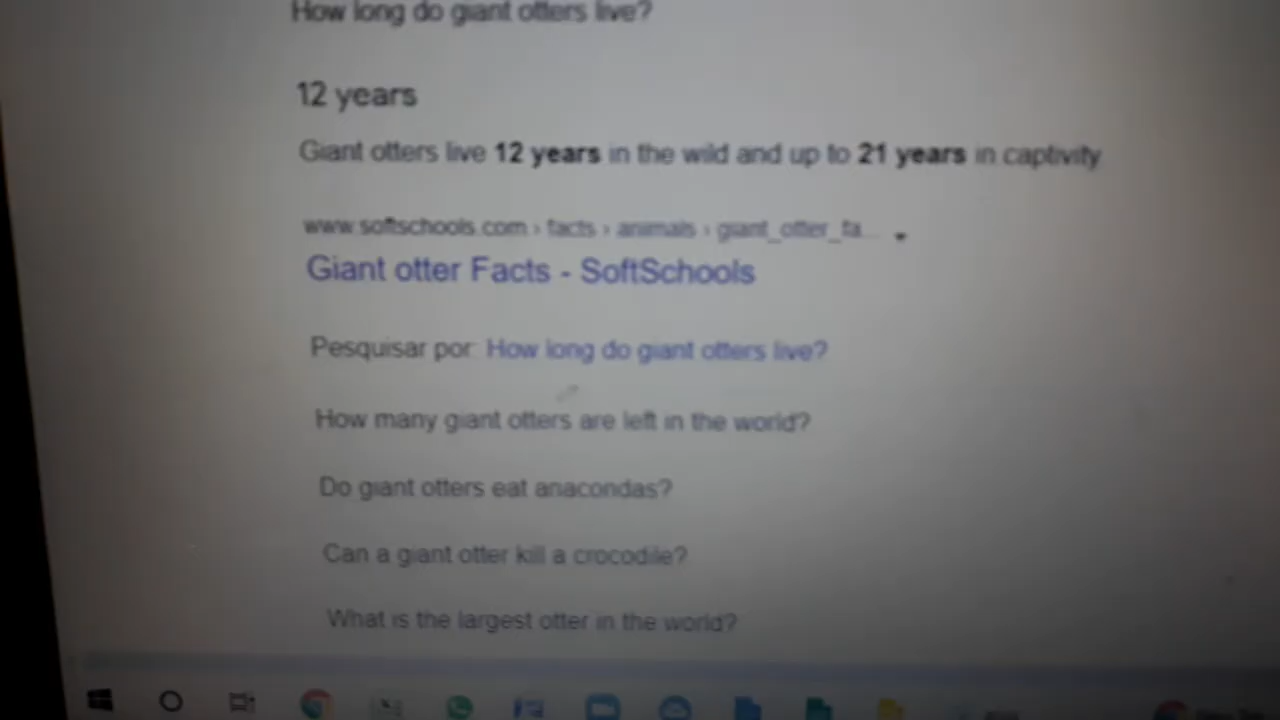 How long do giant otters live?
12 years
Giant otters live 12 years in the wild and up to 21 years in captivity
www.softschools.com › facts › animals › giant_otter_fa...
Giant otter Facts - SoftSchools
Pesquisar por: How long do giant otters live?
How many giant otters are left in the world?
Do giant otters eat anacondas?
Can a giant otter kill a crocodile?
What is the largest otter in the world?